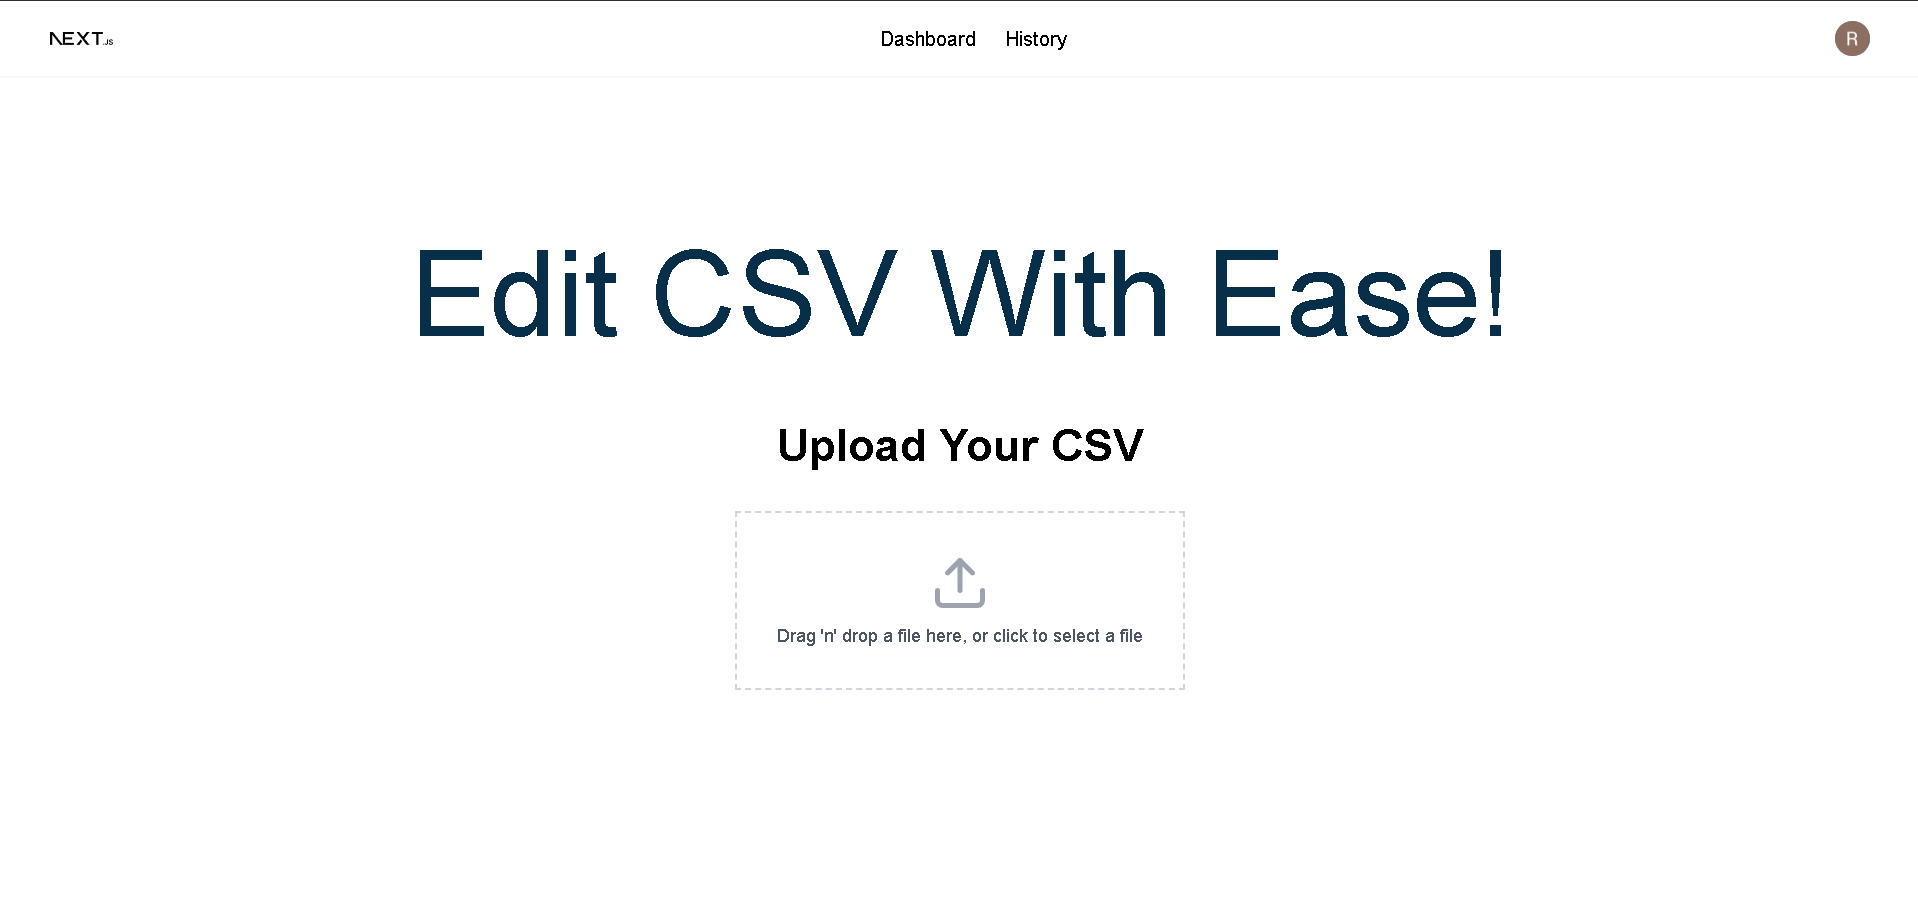 NEXT.JS
Dashboard
History
R
Edit CSV With Ease!
Upload Your CSV
Drag 'n' drop a file here, or click to select a file